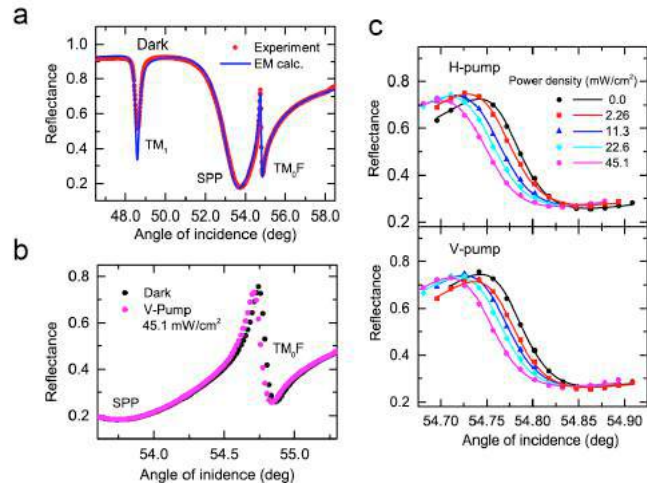 a
Dark
Experiment
EM calc.
TM1
SPP
TM0F
Reflectance
1.0
0.8
0.6
0.4
0.2
48.0 50.0 52.0 54.0 56.0 58.0
Angle of incidence (deg)
b
Dark
V-Pump
45.1 mW/cm²
TM0F
SPP
Reflectance
0.8
0.6
0.4
0.2
54.0 54.5 55.0
Angle of inidence (deg)
c
H-pump
Power density (mW/cm²)
0.0
2.26
11.3
22.6
45.1
Reflectance
0.8
0.6
0.4
0.2
V-pump
Reflectance
0.8
0.6
0.4
0.2
54.70 54.75 54.80 54.85 54.90
Angle of incidence (deg)